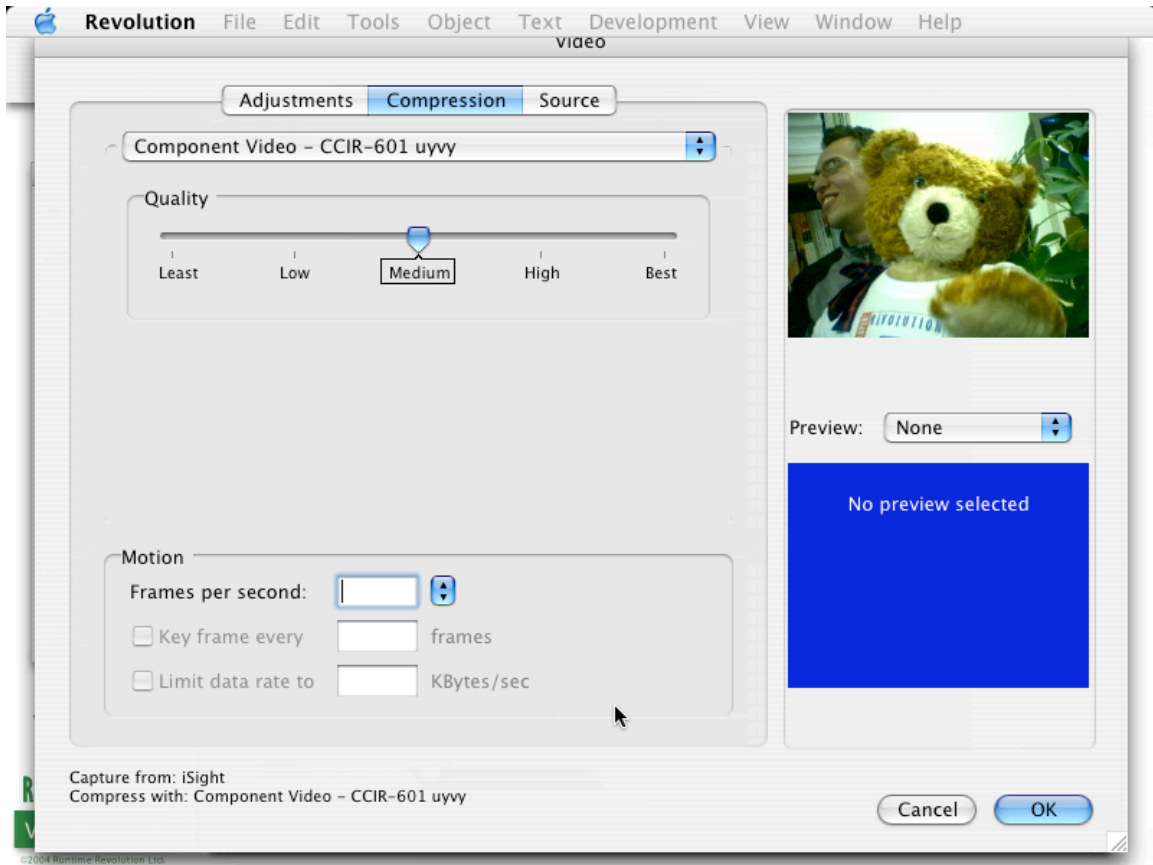 Revolution File Edit Tools Object Text Development View Window Help
Video
Adjustments Compression Source
Component Video – CCIR-601 uyvy
Quality
Least Low Medium High Best
REVOLUTION
Preview: None
No preview selected
Motion
Frames per second:
Key frame every frames
Limit data rate to KBytes/sec
Capture from: iSight
Compress with: Component Video – CCIR-601 uyvy
R
V
Cancel OK
©2004 Runtime Revolution Ltd.